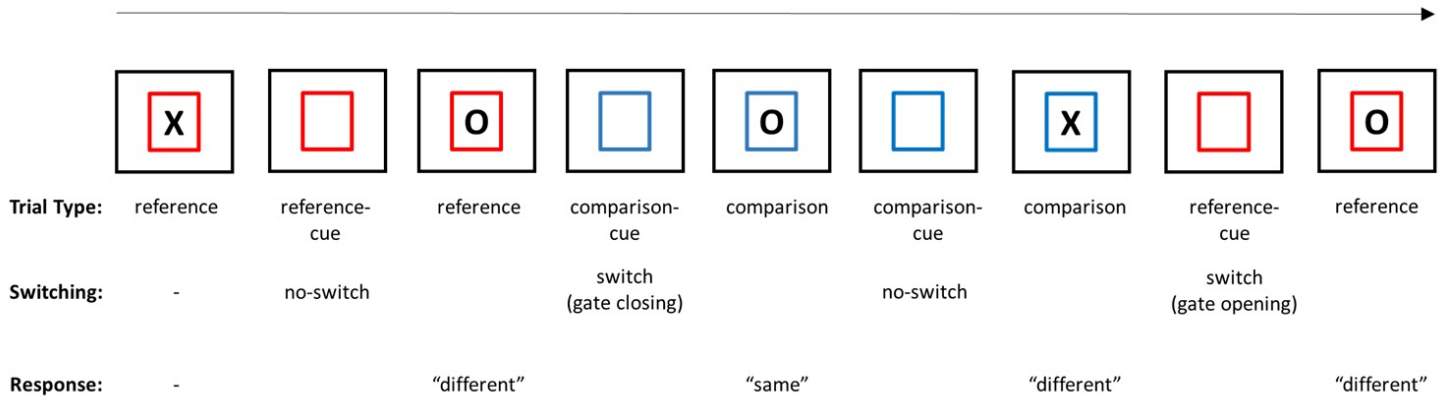 X O O X O
Trial Type: reference reference- reference comparison- comparison comparison- comparison reference- reference
cue cue cue cue
Switching: - no-switch switch no-switch switch
(gate closing) (gate opening)
Response: - “different” “same” “different” “different”